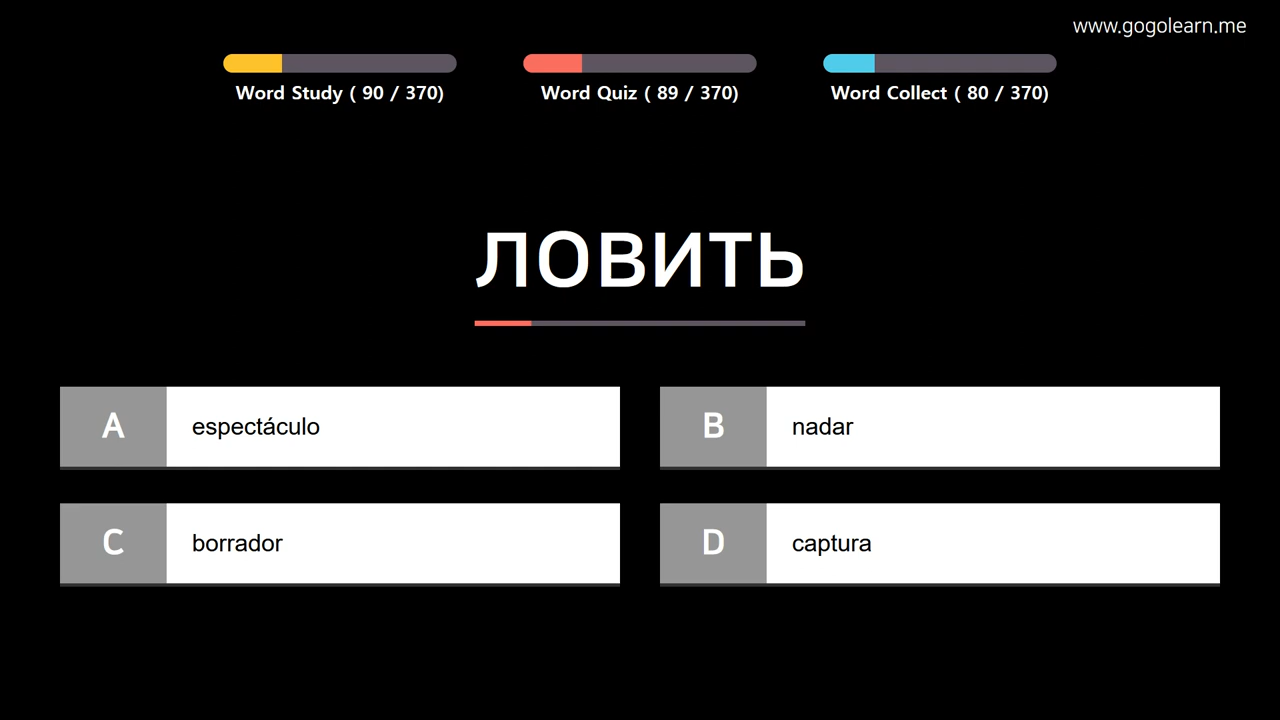 www.gogolearn.me
Word Study ( 90 / 370)
Word Quiz ( 89 / 370)
Word Collect ( 80 / 370)
ЛОВИТЬ
A espectáculo
B nadar
C borrador
D captura